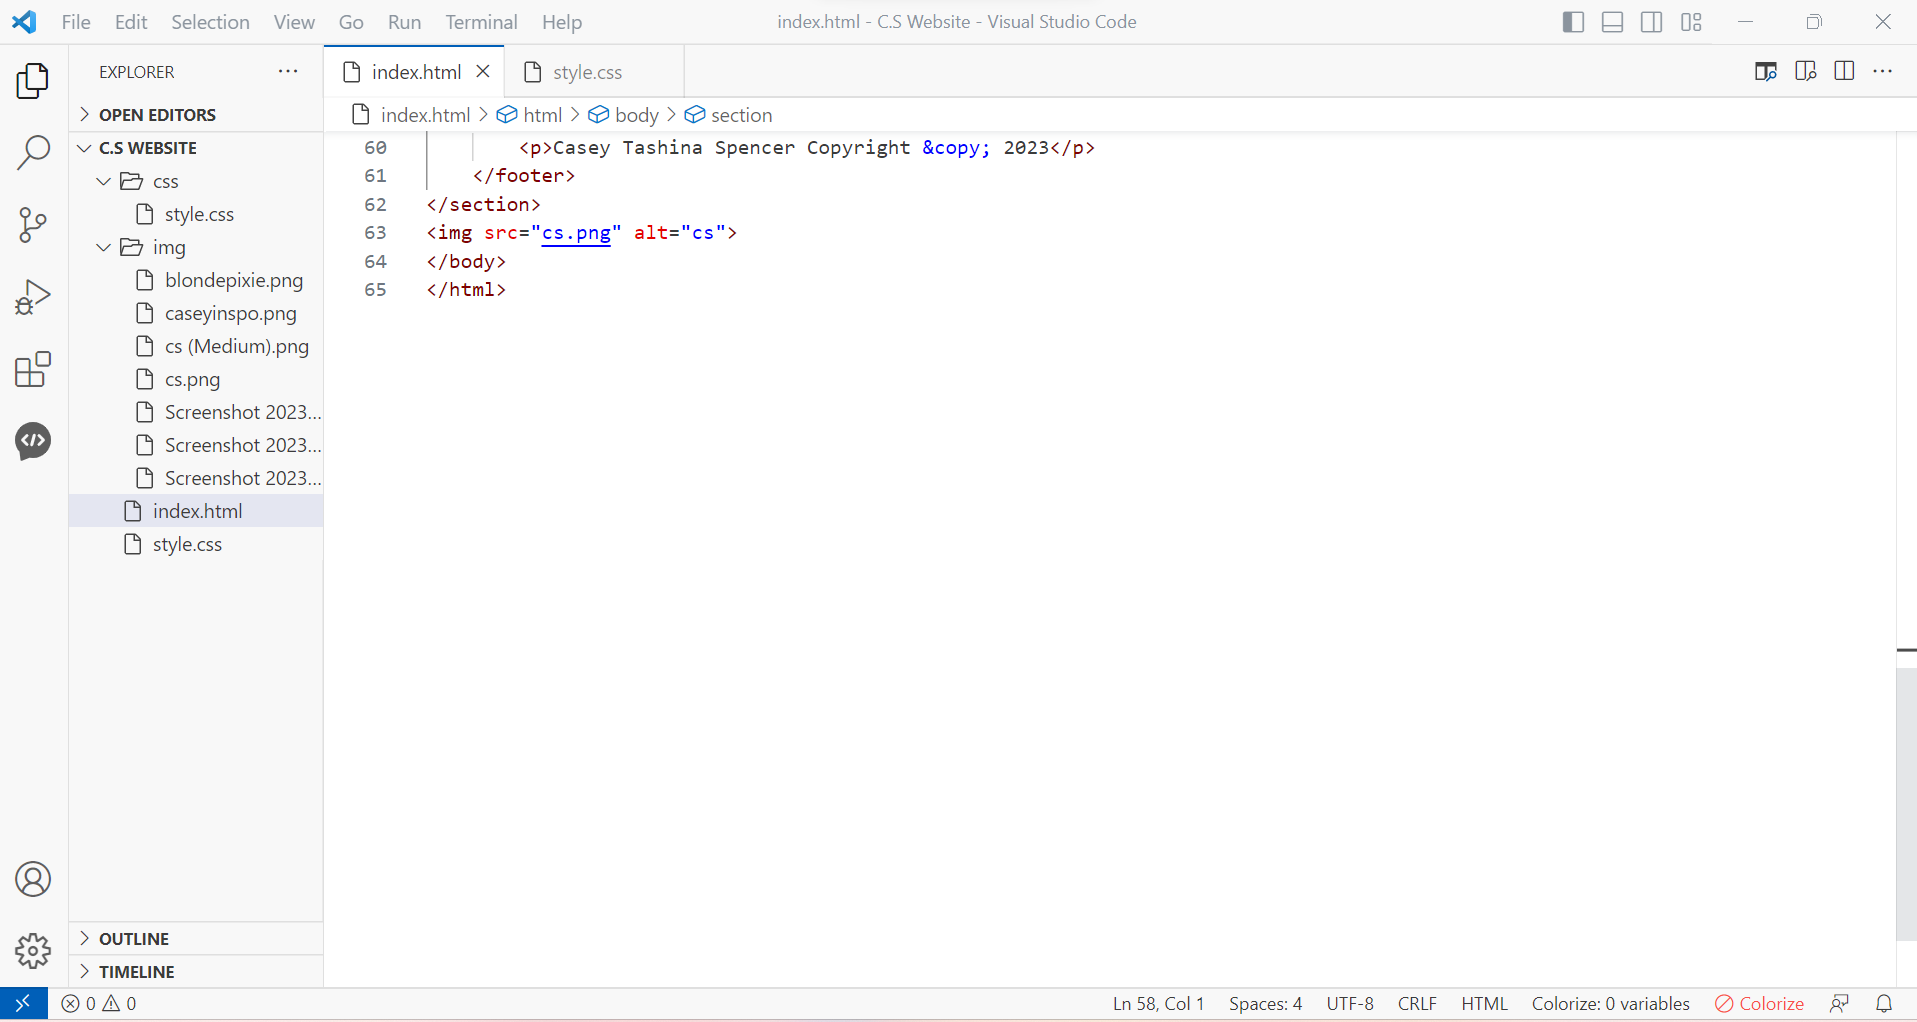 File Edit Selection View Go Run Terminal Help index.html - C.S Website - Visual Studio Code
EXPLORER ···
OPEN EDITORS
C.S WEBSITE
css
style.css
img
blondepixie.png
caseyinspo.png
cs (Medium).png
cs.png
Screenshot 2023...
Screenshot 2023...
Screenshot 2023...
index.html
style.css
OUTLINE
TIMELINE
index.html style.css
index.html > html > body > section
60 <p>Casey Tashina Spencer Copyright &copy; 2023</p>
61 </footer>
62 </section>
63 <img src="cs.png" alt="cs">
64 </body>
65 </html>
0 0 Ln 58, Col 1 Spaces: 4 UTF-8 CRLF HTML Colorize: 0 variables Colorize